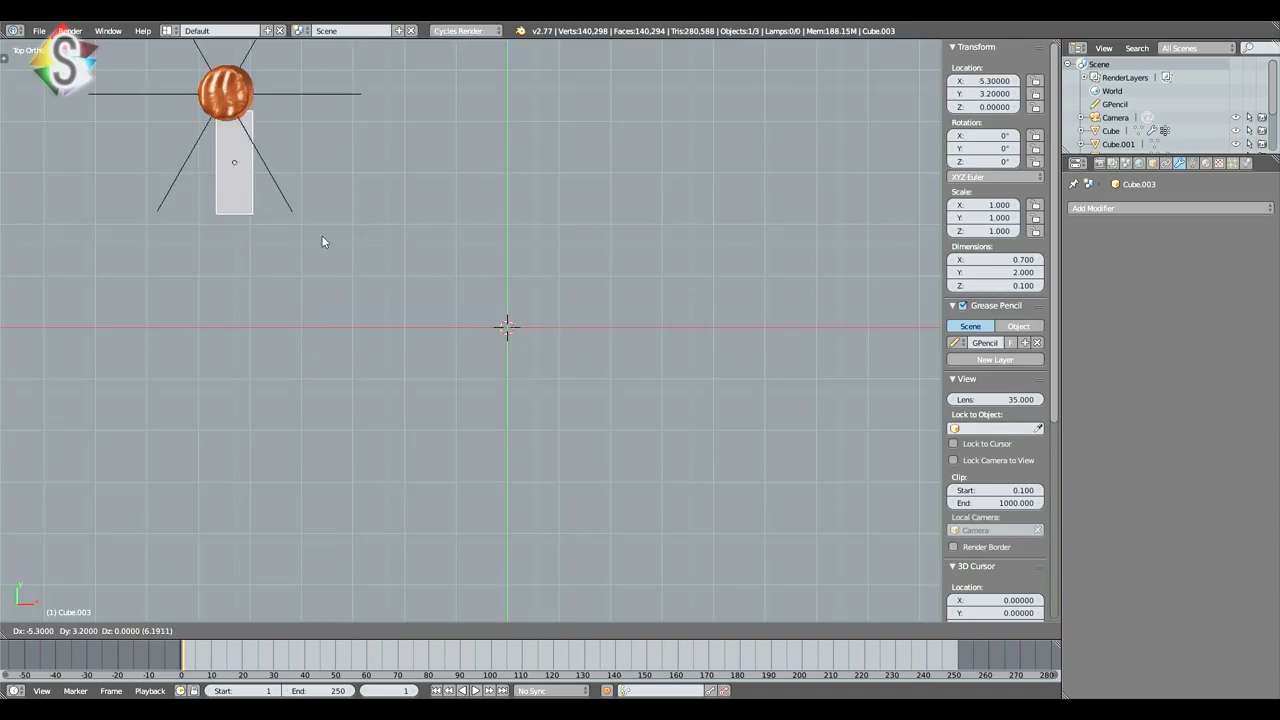 File Render Window Help Default Scene Cycles Render v2.77 | Verts:140,298 | Faces:140,294 | Tris:280,588 | Objects:1/3 | Lamps:0/0 | Mem:188.15M | Cube.003
Top Ortho
S
Transform
Location:
X: -5.30000
Y: 3.20000
Z: 0.00000
Rotation:
X: 0°
Y: 0°
Z: 0°
XYZ Euler
Scale:
X: 1.000
Y: 1.000
Z: 1.000
Dimensions:
X: 0.700
Y: 2.000
Z: 0.100
Grease Pencil
Scene Object
GPencil F
New Layer
View
Lens: 35.000
Lock to Object:
Lock to Cursor
Lock Camera to View
Clip:
Start: 0.100
End: 1000.000
Local Camera:
Camera
Render Border
3D Cursor
Location:
X: 0.00000
Y: 0.00000
View Search All Scenes
Scene
RenderLayers
World
GPencil
Camera
Cube
Cube.001
Cube.003
Add Modifier
(1) Cube.003
Dx: -5.3000 Dy: 3.2000 Dz: 0.0000 (6.1911)
-50 -40 -30 -20 -10 0 10 20 30 40 50 60 70 80 90 100 110 120 130 140 150 160 170 180 190 200 210 220 230 240 250 260 270 280
View Marker Frame Playback Start: 1 End: 250 1 No Sync